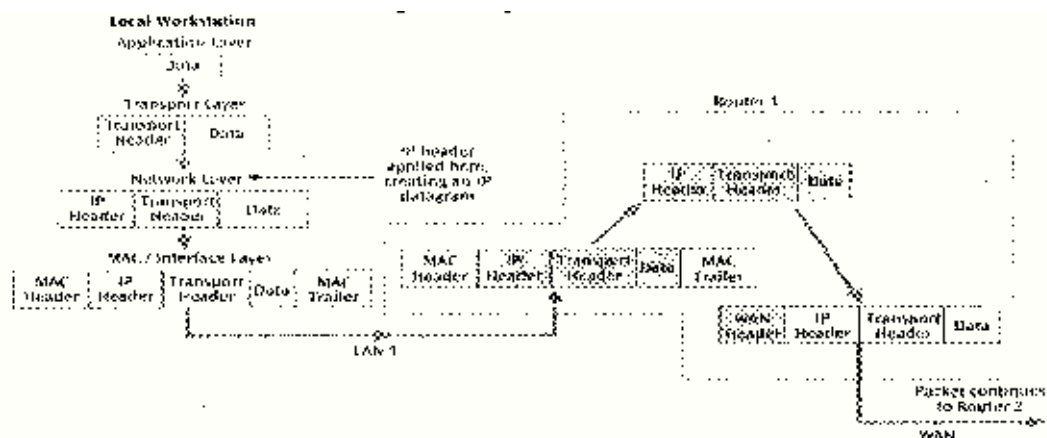 Local Workstation
Application Layer
Data
Transport Layer
Transport
Header
Data
Network Layer
IP
Header
Transport
Header
Data
MAC / Interface Layer
MAC
Header
IP
Header
Transport
Header
Data
MAC
Trailer
LAN 1
IP header
applied here,
creating an IP
datagram
Router 1
IP
Header
Transport
Header
Data
MAC
Header
IP
Header
Transport
Header
Data
MAC
Trailer
WAN
Header
IP
Header
Transport
Header
Data
Packet continues
to Router 2
WAN